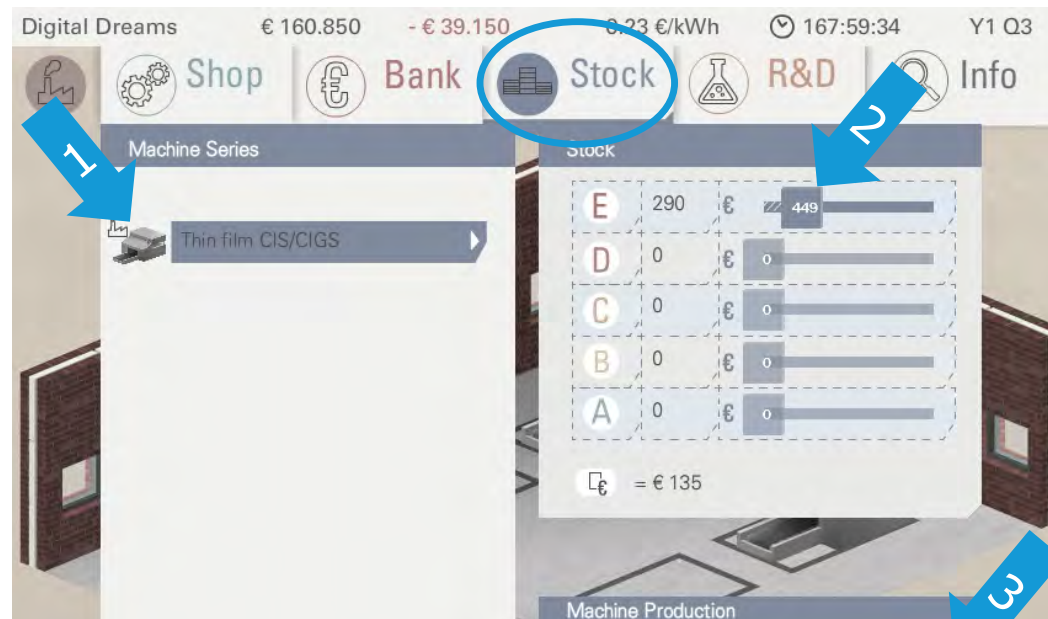 Digital Dreams € 160.850 - € 39.150 0.23 €/kWh 167:59:34 Y1 Q3
Shop € Bank Stock R&D Info
1
2
Machine Series
Stock
E 290 € 449
Thin film CIS/CIGS
D 0 € 0
C 0 € 0
B 0 € 0
A 0 € 0
€ = € 135
3
Machine Production